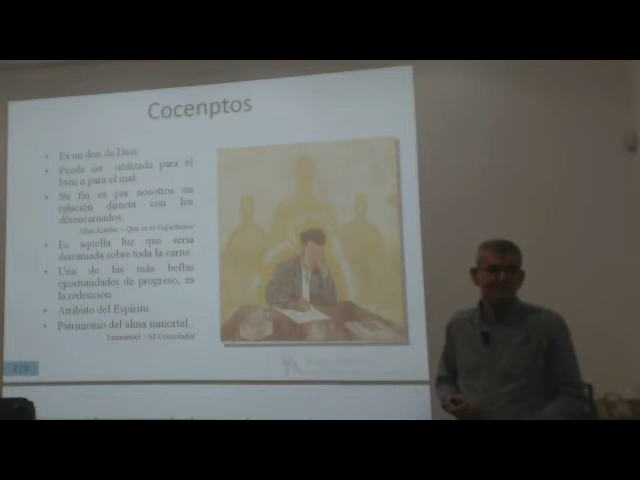 Cocenptos
• Es un don de Dios
• Puede ser utilizada para el
bien o para el mal.
• Su fin es por nosotros en
relación directa con los
desencarnados.
Allan Kardec – Que es el Espiritismo
• Es aquella luz que seria
derramada sobre toda la carne.
• Una de las más bellas
oportunidades de progreso, es
la redención
• Atributo del Espiritu
• Patrimonio del alma inmortal.
Emmanuel – El Consolador